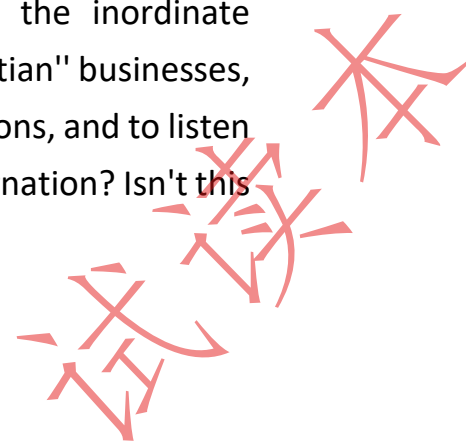 the inordinate
tian" businesses,
ons, and to listen
nation? Isn't this
试读本